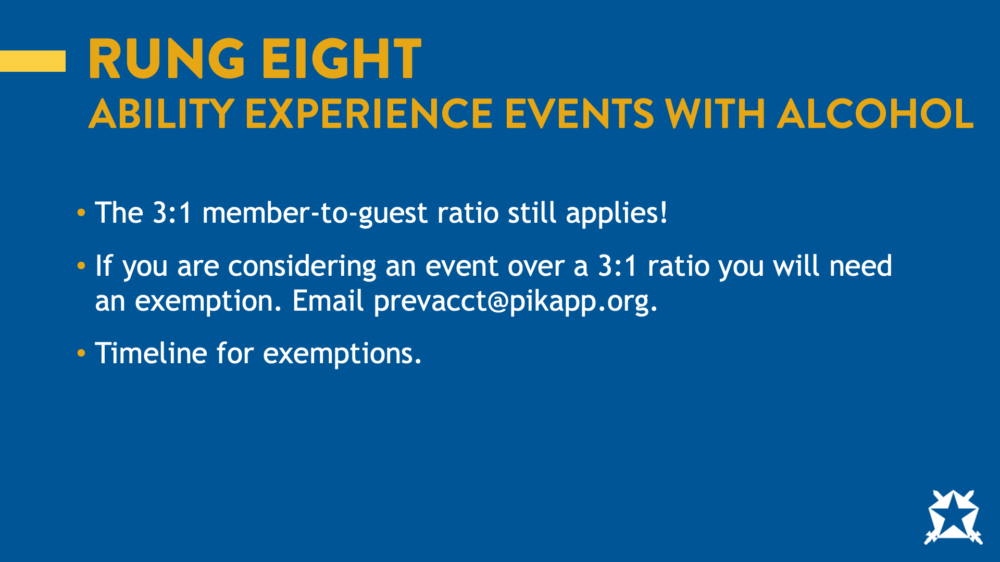 RUNG EIGHT
ABILITY EXPERIENCE EVENTS WITH ALCOHOL
• The 3:1 member-to-guest ratio still applies!
• If you are considering an event over a 3:1 ratio you will need
an exemption. Email prevacct@pikapp.org.
• Timeline for exemptions.